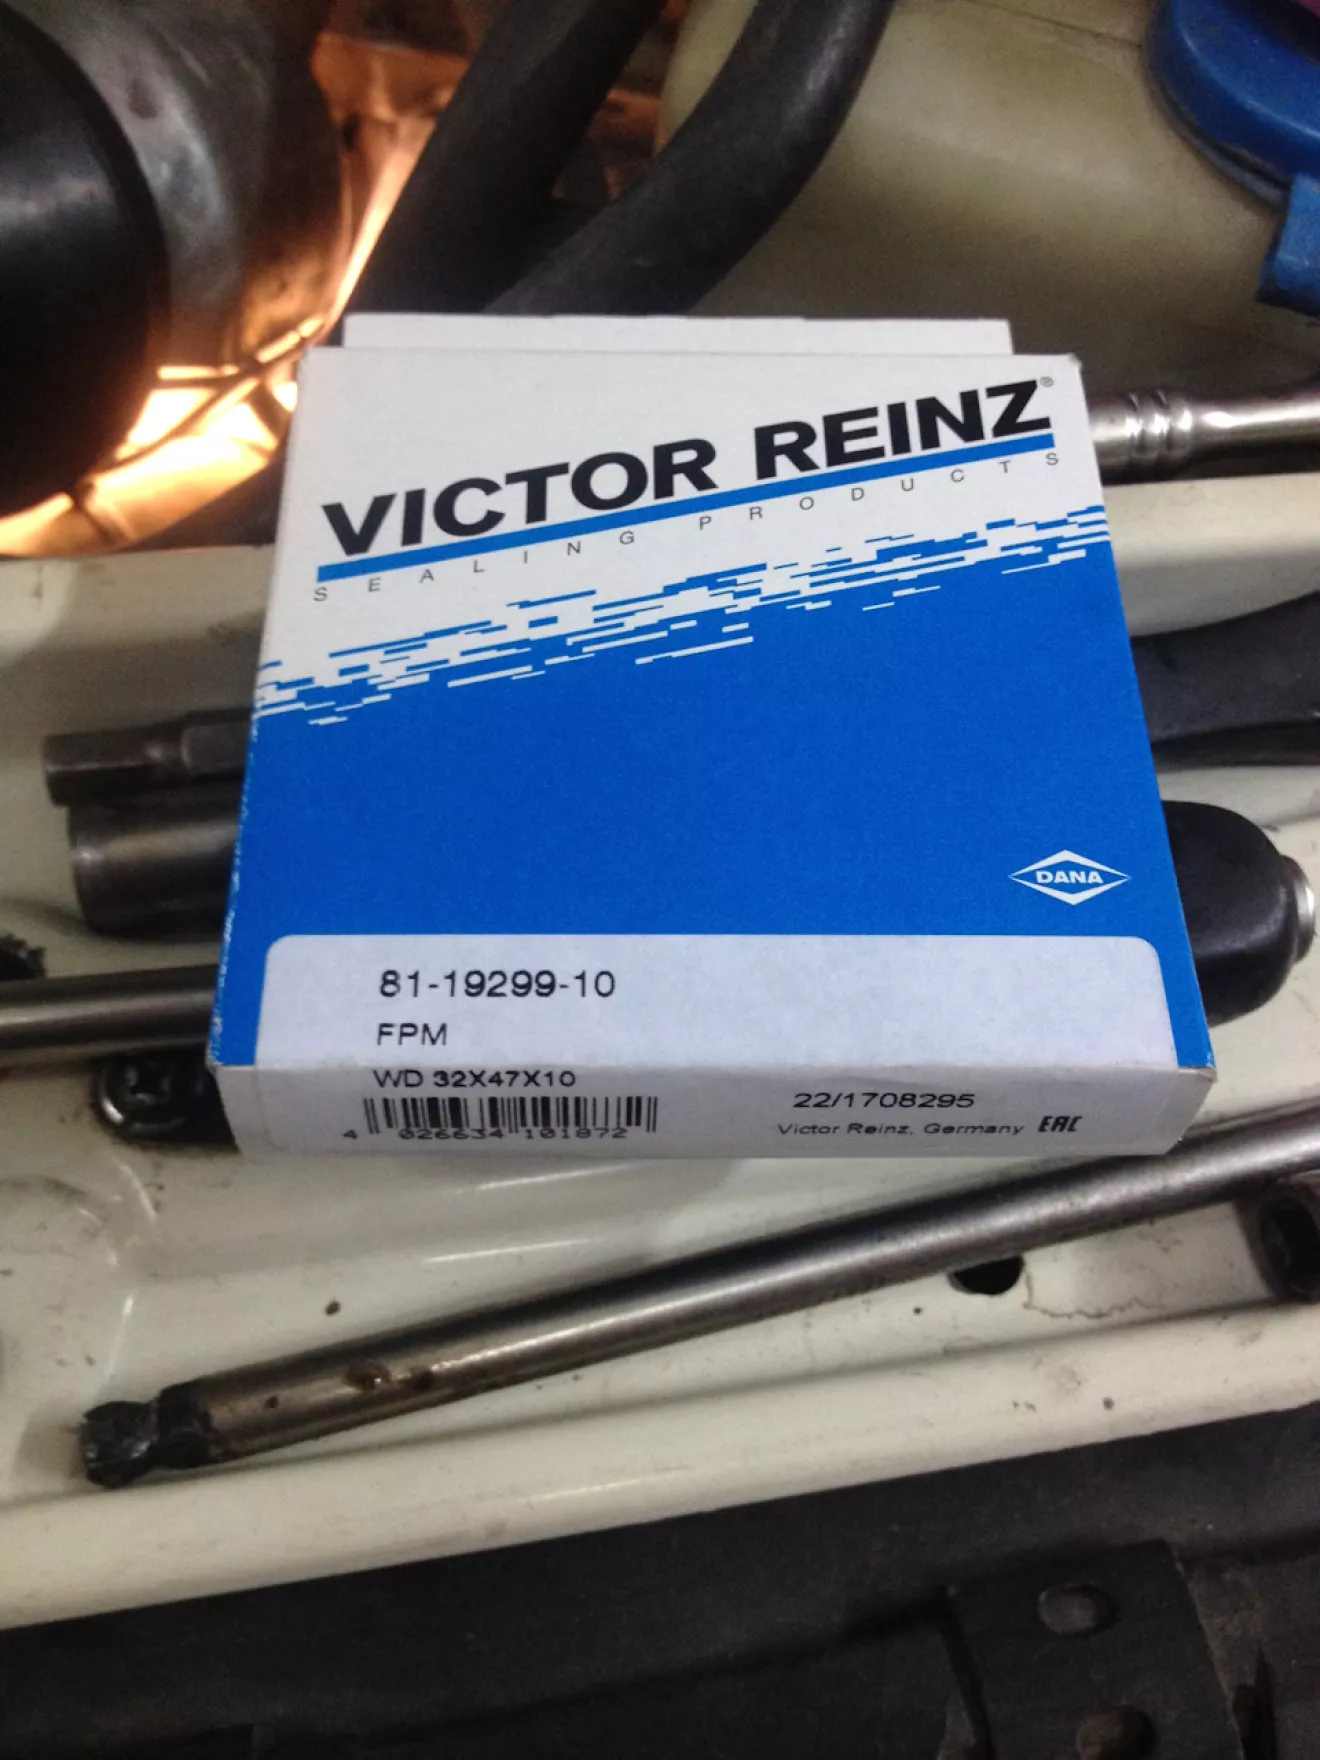 VICTOR REINZ®
SEALING PRODUCTS
DANA
81-19299-10
FPM
WD 32X47X10
4 026634 101872
22/1708295
Victor Reinz, Germany EAC